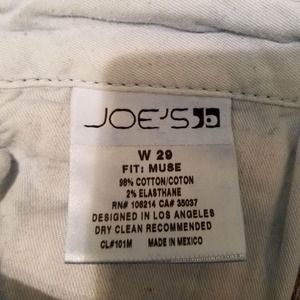 JOE'S
W 29
FIT: MUSE
98% COTTON/COTON
2% ELASTHANE
RN# 106214 CA# 35037
DESIGNED IN LOS ANGELES
DRY CLEAN RECOMMENDED
CL#101M MADE IN MEXICO